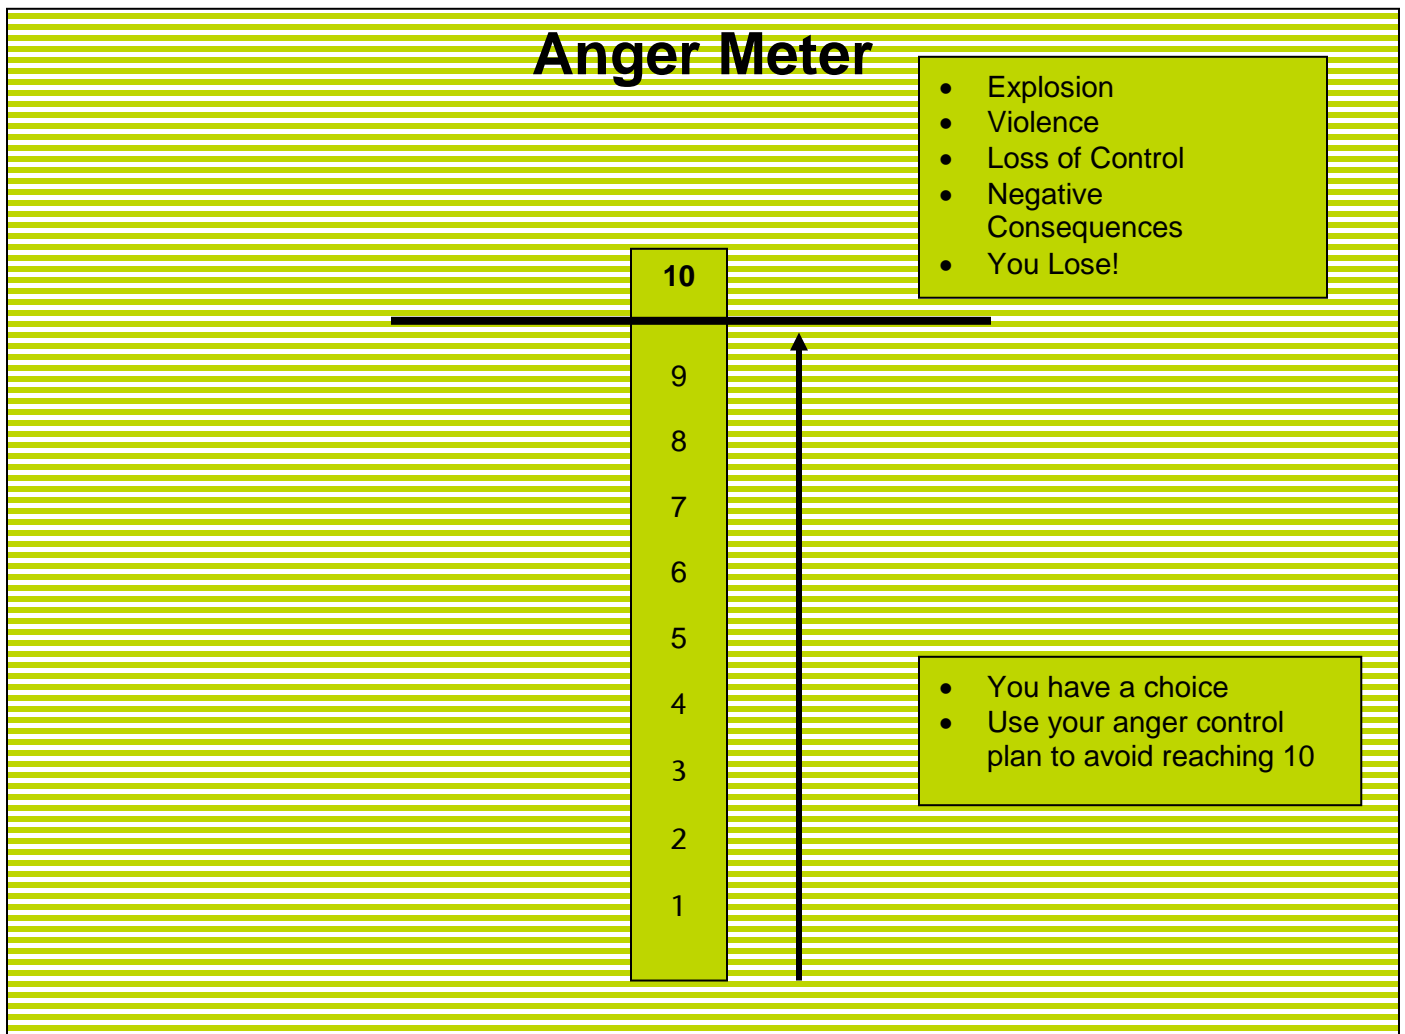 Anger Meter
• Explosion
• Violence
• Loss of Control
• Negative
Consequences
• You Lose!
10
9
8
7
6
5
4
3
2
1
• You have a choice
• Use your anger control
plan to avoid reaching 10